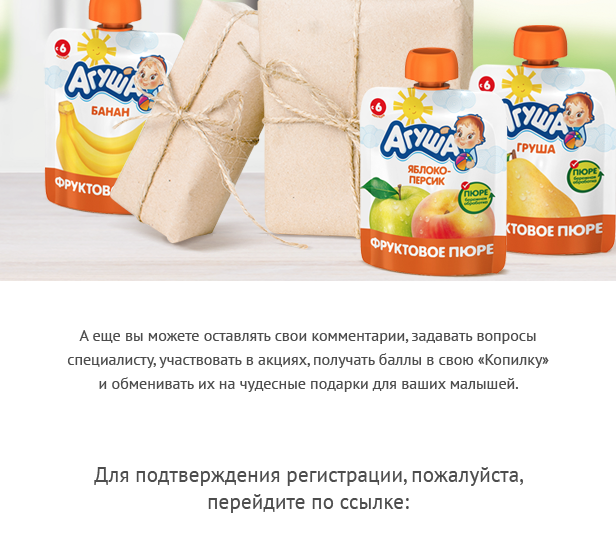 с 6
АГУША
БАНАН
ФРУКТОВОЕ
с 6
АГУША
ЯБЛОКО-
ПЕРСИК
ПЮРЕ
ФРУКТОВОЕ ПЮРЕ
с 6
АГУША
ГРУША
ПЮРЕ
КТОВОЕ ПЮРЕ
А еще вы можете оставлять свои комментарии, задавать вопросы
специалисту, участвовать в акциях, получать баллы в свою «Копилку»
и обменивать их на чудесные подарки для ваших малышей.
Для подтверждения регистрации, пожалуйста,
перейдите по ссылке: